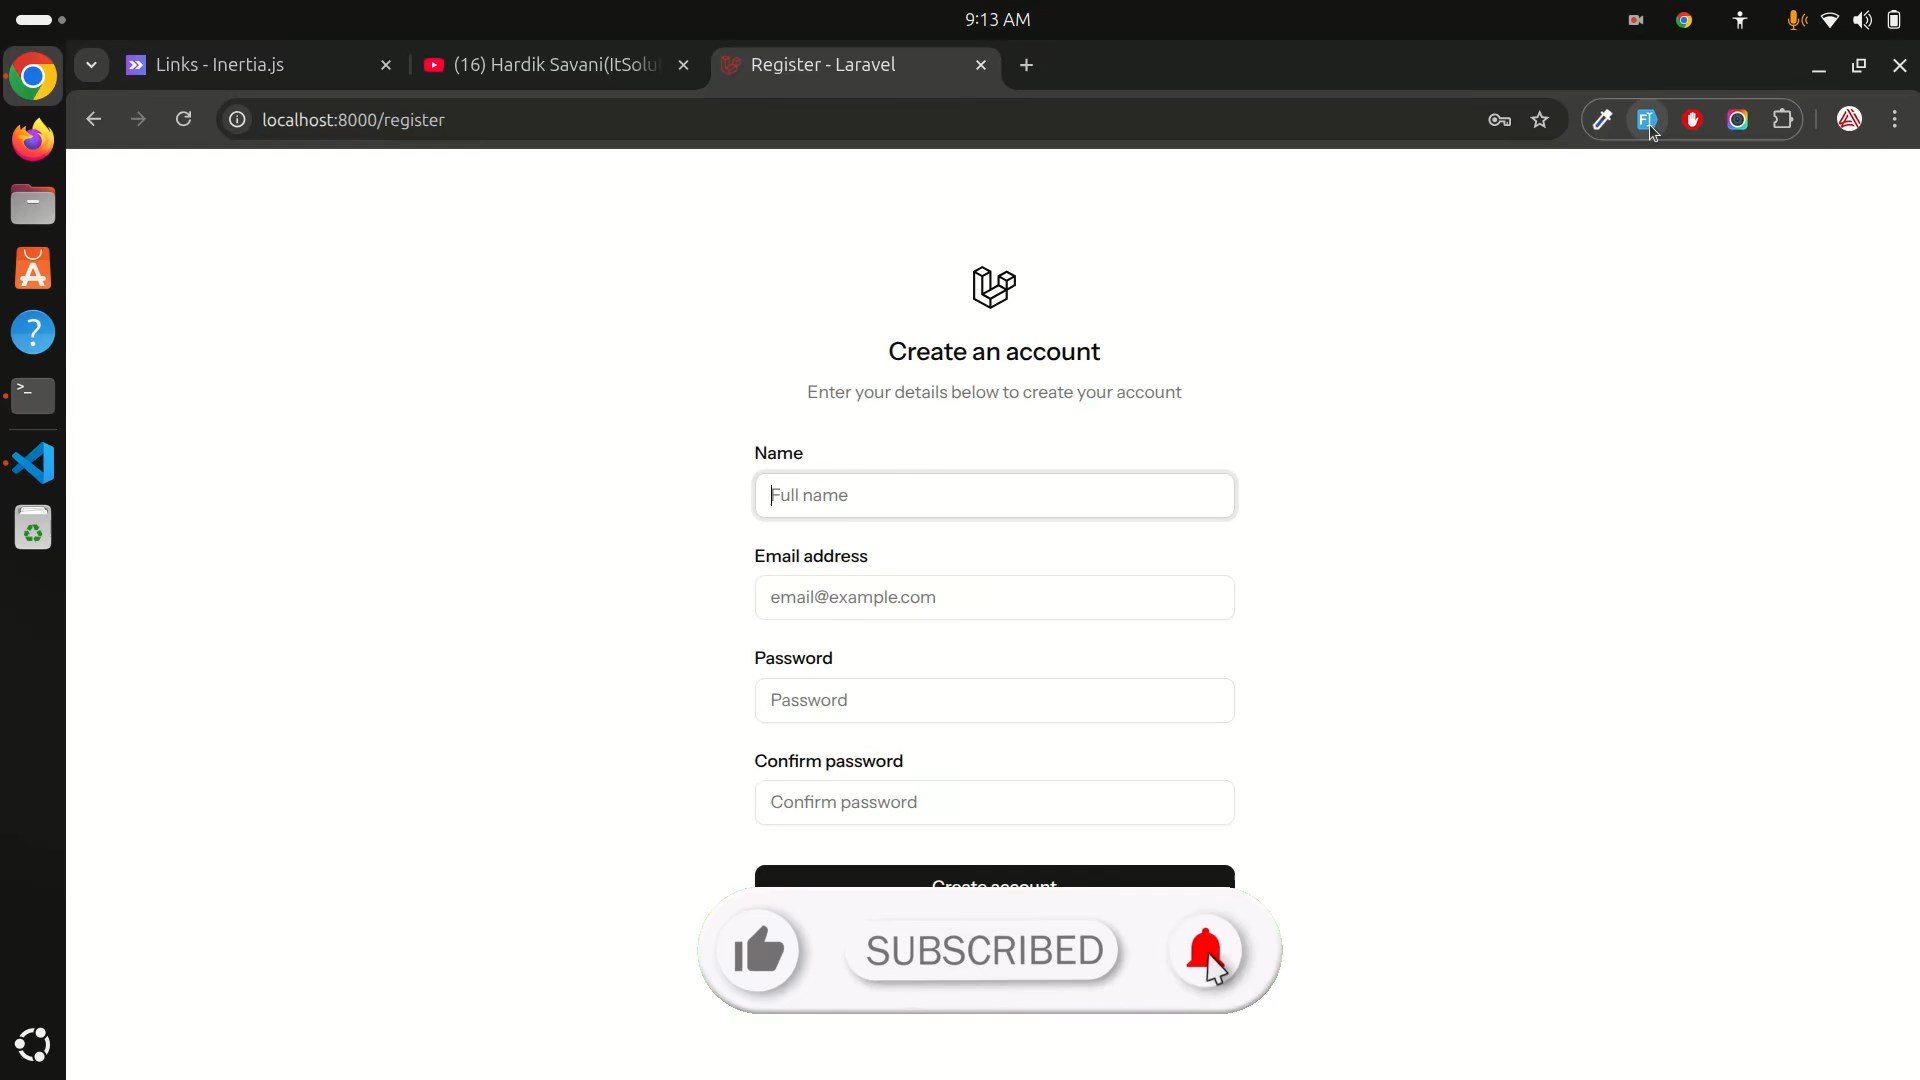 9:13 AM
Links - Inertia.js
(16) Hardik Savani(ItSolu
Register - Laravel
localhost:8000/register
Create an account
Enter your details below to create your account
Name
Full name
Email address
email@example.com
Password
Password
Confirm password
Confirm password
Create account
SUBSCRIBED